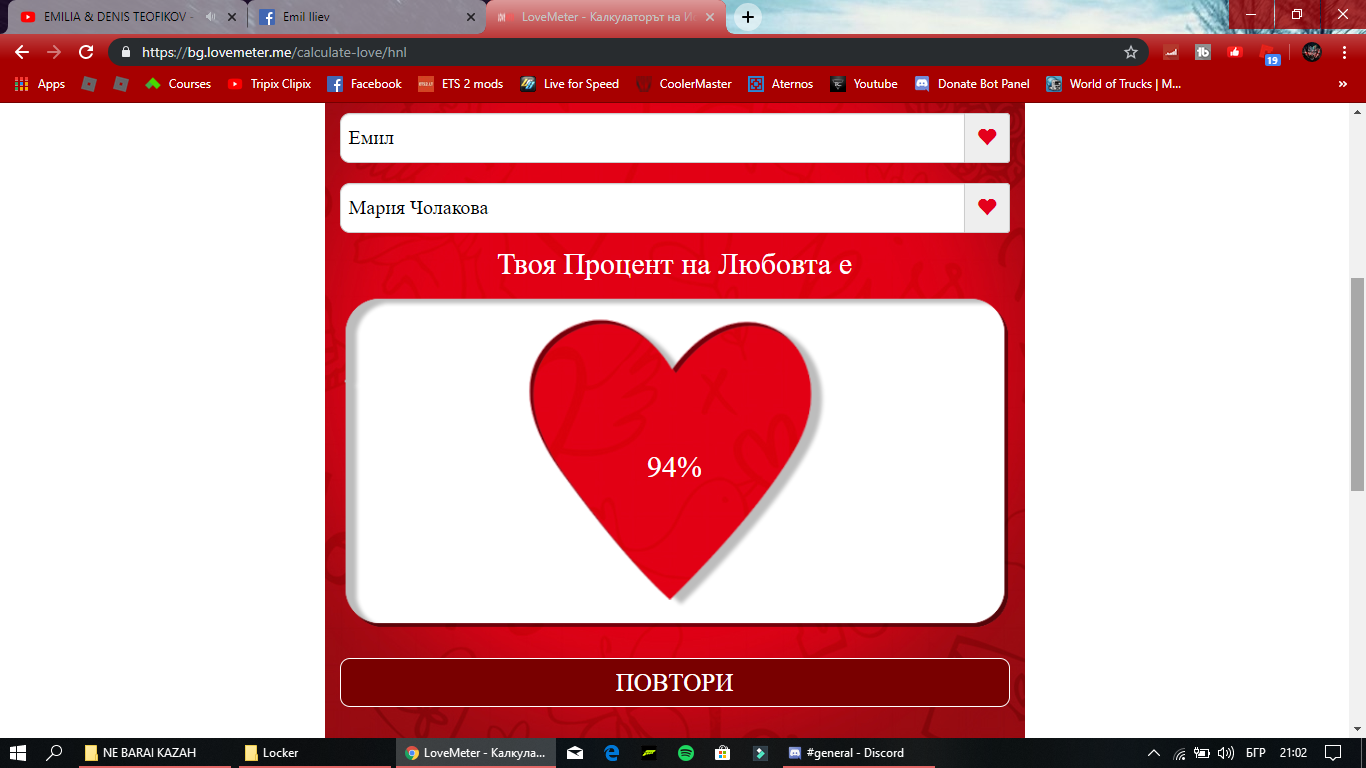 EMILIA & DENIS TEOFIKOV -
Emil Iliev
LoveMeter - Калкулаторът на Ис
https://bg.lovemeter.me/calculate-love/hnl
19
Apps
Courses
Tripix Clipix
Facebook
ETS 2 mods
Live for Speed
CoolerMaster
Aternos
Youtube
Donate Bot Panel
World of Trucks | M...
»
Емил
Мария Чолакова
Твоя Процент на Любовта е
94%
ПОВТОРИ
NE BARAI KAZAH
Locker
LoveMeter - Калкула...
#general - Discord
БГР
21:02